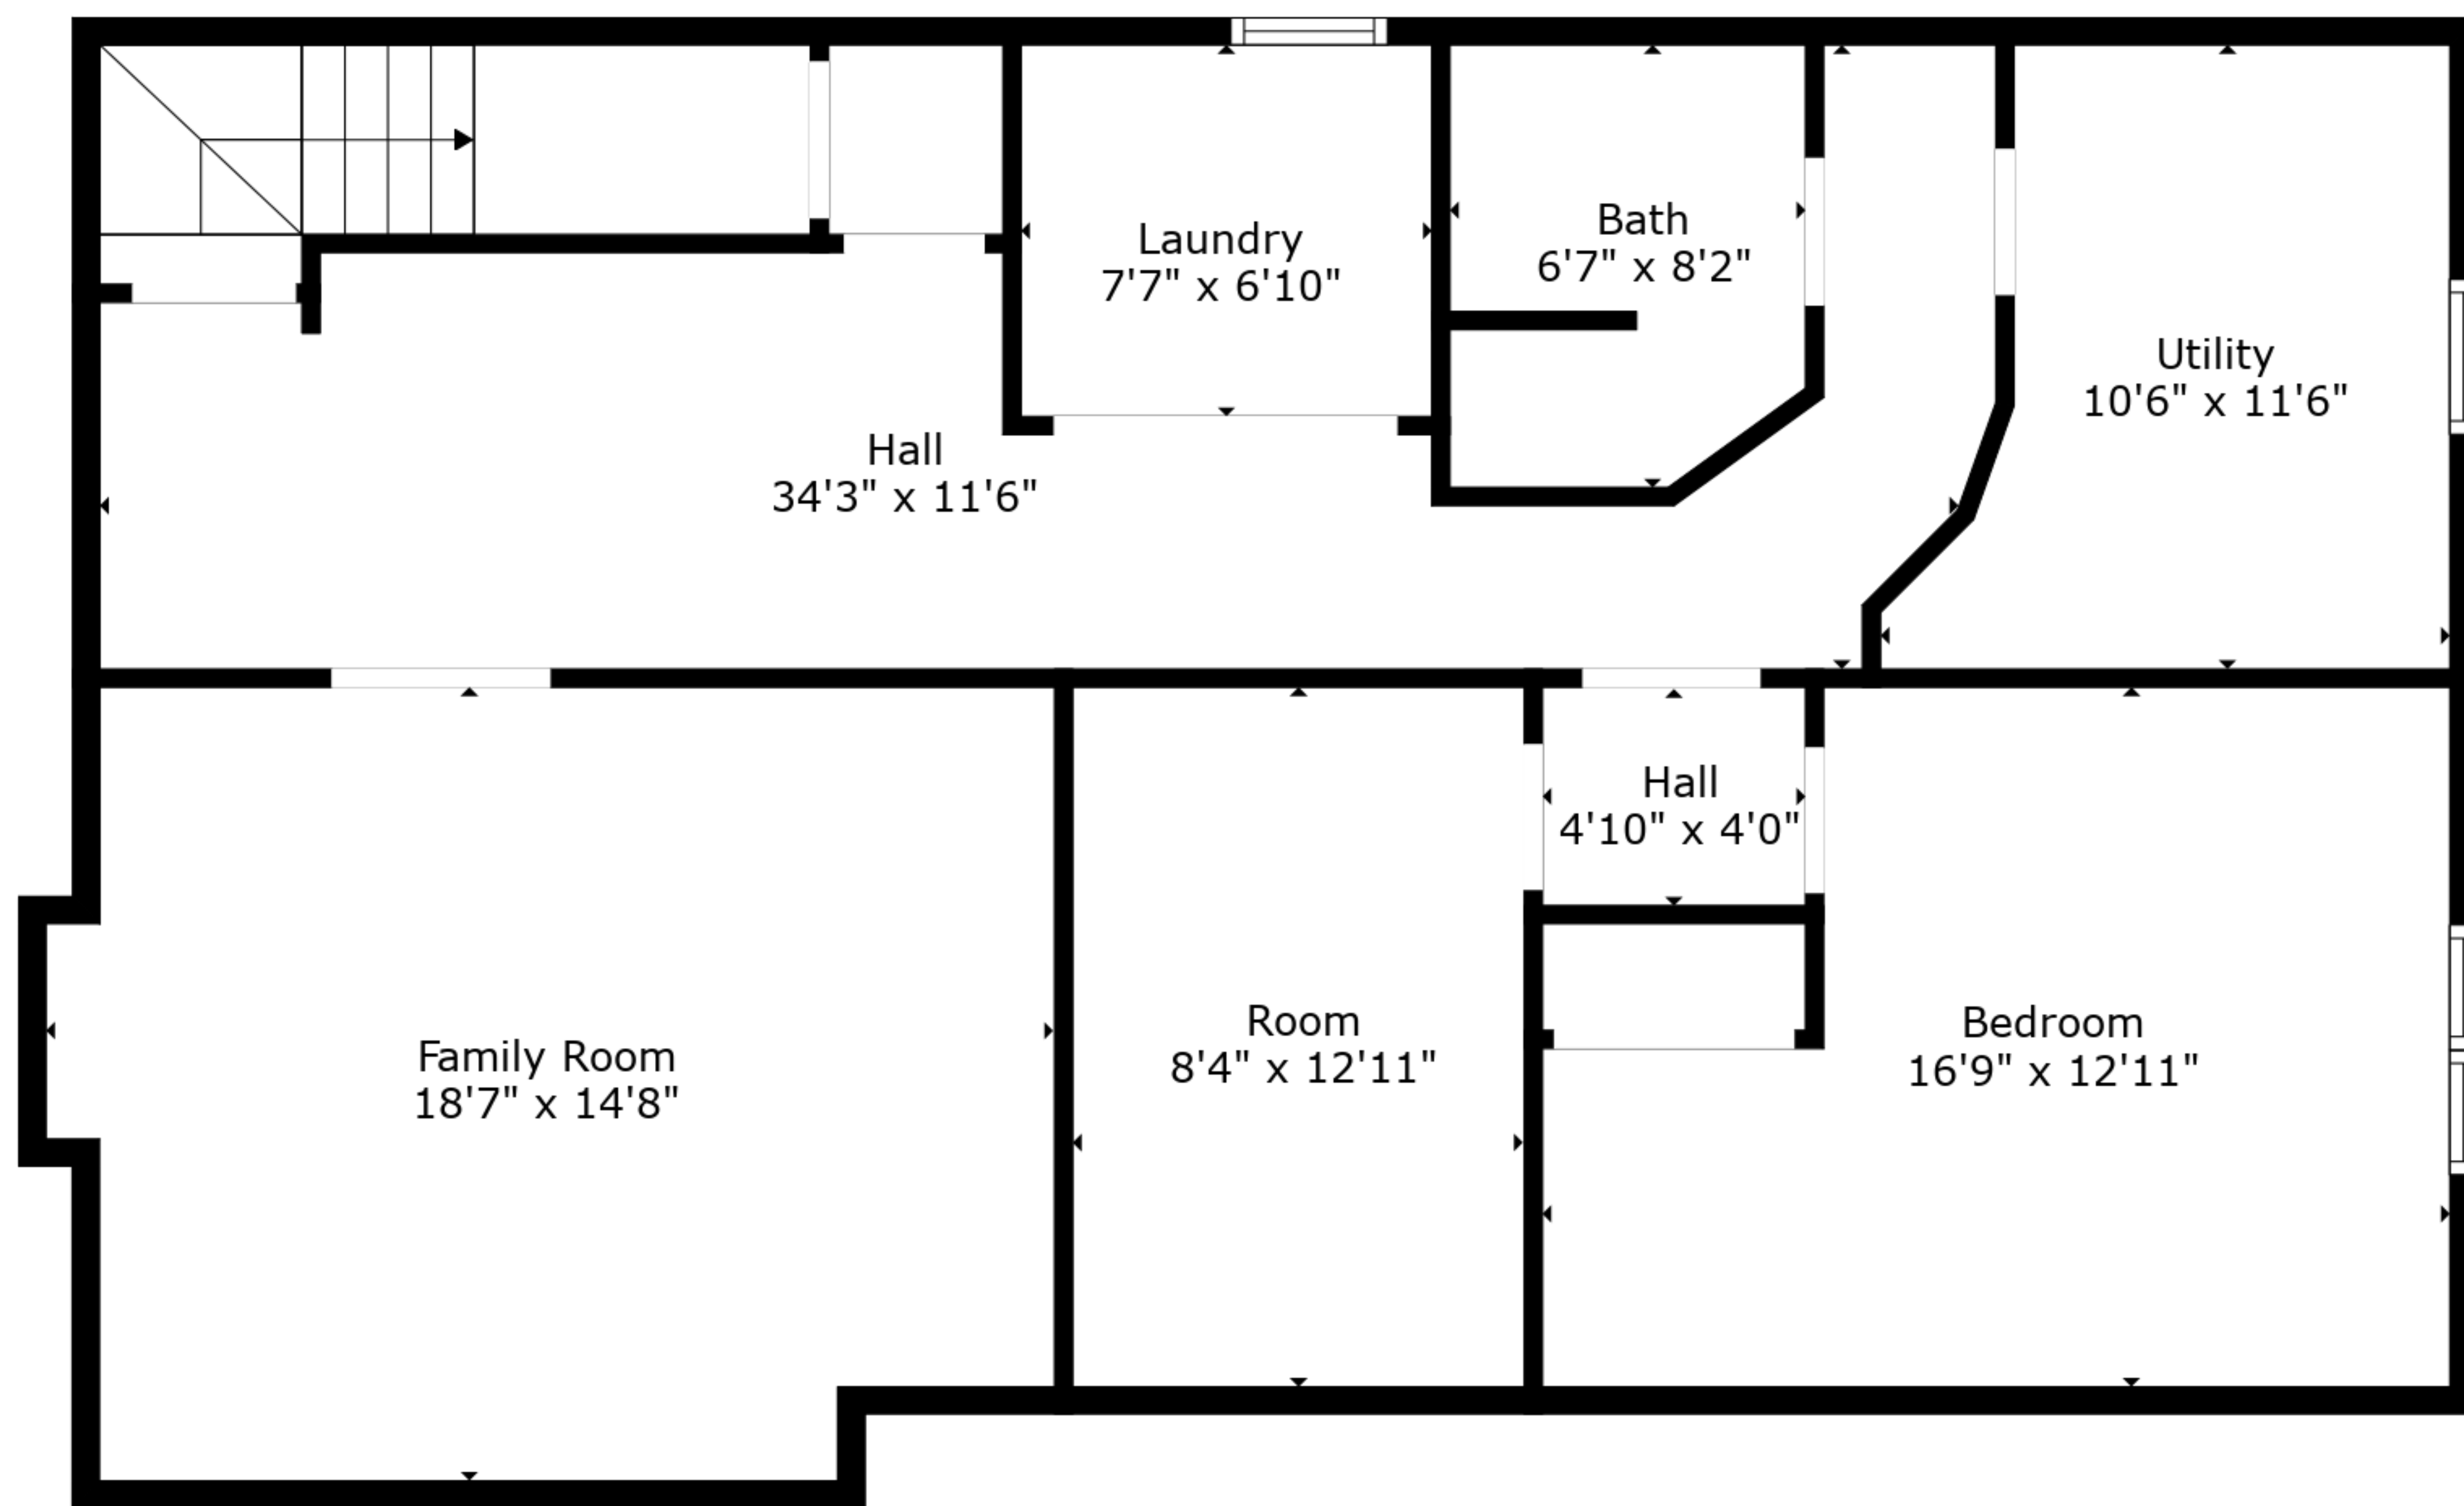 Bath
6'7" x 8'2"
Laundry
7'7" x 6'10"
Utility
10'6" x 11'6"
Hall
34'3" x 11'6"
Hall
4'10" x 4'0"
Family Room
18'7" x 14'8"
Room
8'4" x 12'11"
Bedroom
16'9" x 12'11"